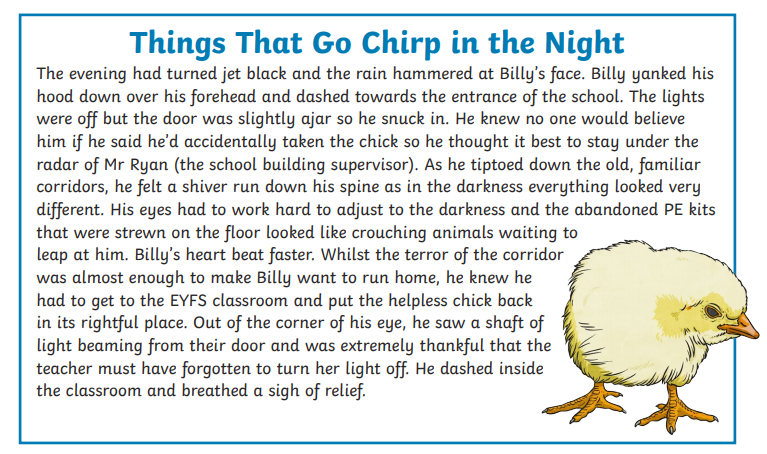 Things That Go Chirp in the Night
The evening had turned jet black and the rain hammered at Billy's face. Billy yanked his
hood down over his forehead and dashed towards the entrance of the school. The lights
were off but the door was slightly ajar so he snuck in. He knew no one would believe
him if he said he'd accidentally taken the chick so he thought it best to stay under the
radar of Mr Ryan (the school building supervisor). As he tiptoed down the old, familiar
corridors, he felt a shiver run down his spine as in the darkness everything looked very
different. His eyes had to work hard to adjust to the darkness and the abandoned PE kits
that were strewn on the floor looked like crouching animals waiting to
leap at him. Billy's heart beat faster. Whilst the terror of the corridor
was almost enough to make Billy want to run home, he knew he
had to get to the EYFS classroom and put the helpless chick back
in its rightful place. Out of the corner of his eye, he saw a shaft of
light beaming from their door and was extremely thankful that the
teacher must have forgotten to turn her light off. He dashed inside
the classroom and breathed a sigh of relief.